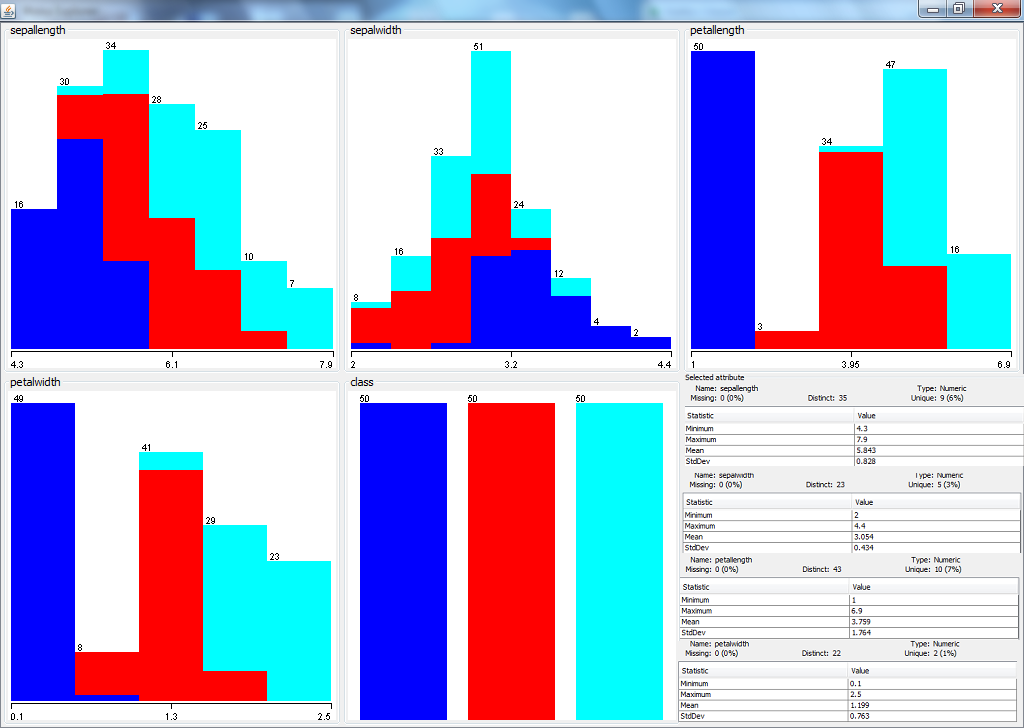 sepallength
34
30
28
25
16
10
7
4.3 6.1 7.9
sepalwidth
51
33
24
16
12
8
4
2
2 3.2 4.4
petallength
50
47
34
16
3
1 3.95 6.9
petalwidth
49
41
29
23
8
0.1 1.3 2.5
class
50 50 50
Selected attribute
Name: sepallength Type: Numeric
Missing: 0 (0%) Distinct: 35 Unique: 9 (6%)
Statistic Value
Minimum 4.3
Maximum 7.9
Mean 5.843
StdDev 0.828
Name: sepalwidth Type: Numeric
Missing: 0 (0%) Distinct: 23 Unique: 5 (3%)
Statistic Value
Minimum 2
Maximum 4.4
Mean 3.054
StdDev 0.434
Name: petallength Type: Numeric
Missing: 0 (0%) Distinct: 43 Unique: 10 (7%)
Statistic Value
Minimum 1
Maximum 6.9
Mean 3.759
StdDev 1.764
Name: petalwidth Type: Numeric
Missing: 0 (0%) Distinct: 22 Unique: 2 (1%)
Statistic Value
Minimum 0.1
Maximum 2.5
Mean 1.199
StdDev 0.763